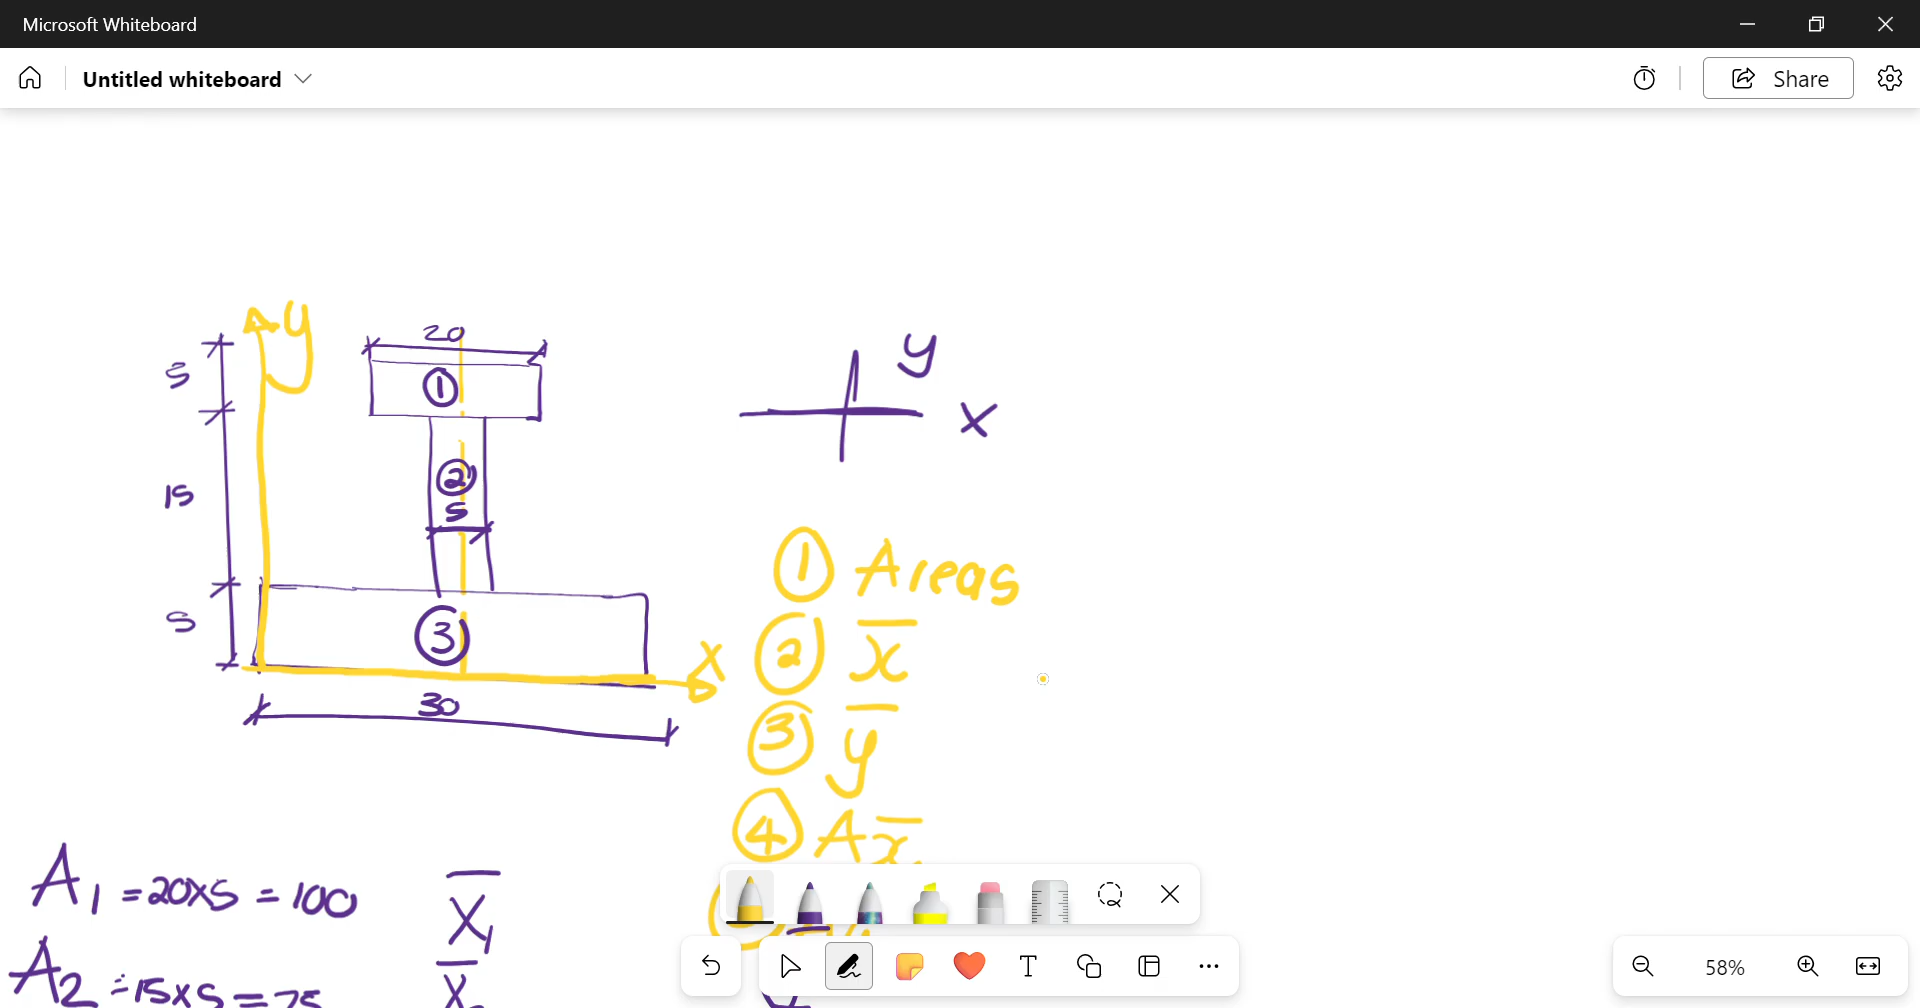 Microsoft Whiteboard
Untitled whiteboard
Share
y
20
5
1
15
2
5
5
3
x
30
y
x
1 Areas
2 x̅
3 y̅
4 Ax̅
A1 = 20x5 = 100
x̅1
A2 = 15x5 = 75
T
58%